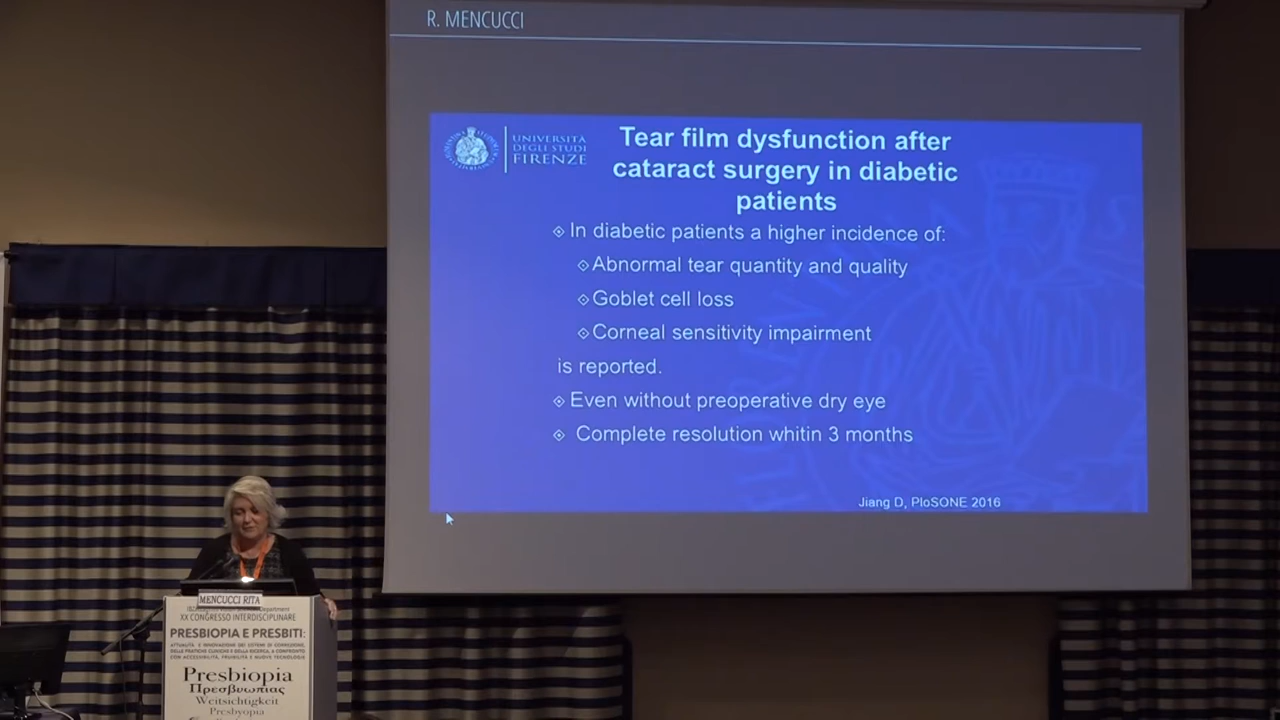 R. MENCUCCI
UNIVERSITÀ
DEGLI STUDI
FIRENZE
Tear film dysfunction after
cataract surgery in diabetic
patients
In diabetic patients a higher incidence of:
Abnormal tear quantity and quality
Goblet cell loss
Corneal sensitivity impairment
is reported.
Even without preoperative dry eye
Complete resolution whitin 3 months
Jiang D, PloSONE 2016
MENCUCCI RITA
Department
XX CONGRESSO INTERDISCIPLINARE
PRESBIOPIA E PRESBITI:
ATTUALITÀ E INNOVAZIONE DEI SISTEMI DI CORREZIONE,
DELLE PRATICHE CLINICHE E DELLA RICERCA, A CONFRONTO
CON ACCESSIBILITÀ, FRUIBILITÀ E NUOVE TECNOLOGIE
Presbiopia
Πρεσβυωπιας
Weitsichtigkeit
Presbyopia